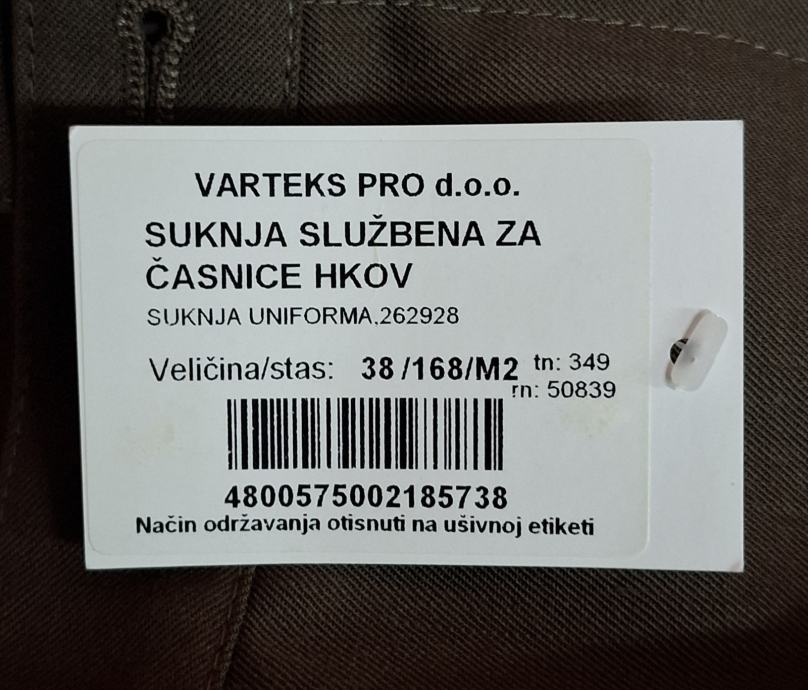 VARTEKS PRO d.o.o.
SUKNJA SLUŽBENA ZA
ČASNICE HKOV
SUKNJA UNIFORMA,262928
Veličina/stas: 38 /168/M2 tn: 349
rn: 50839
4800575002185738
Način održavanja otisnuti na ušivnoj etiketi